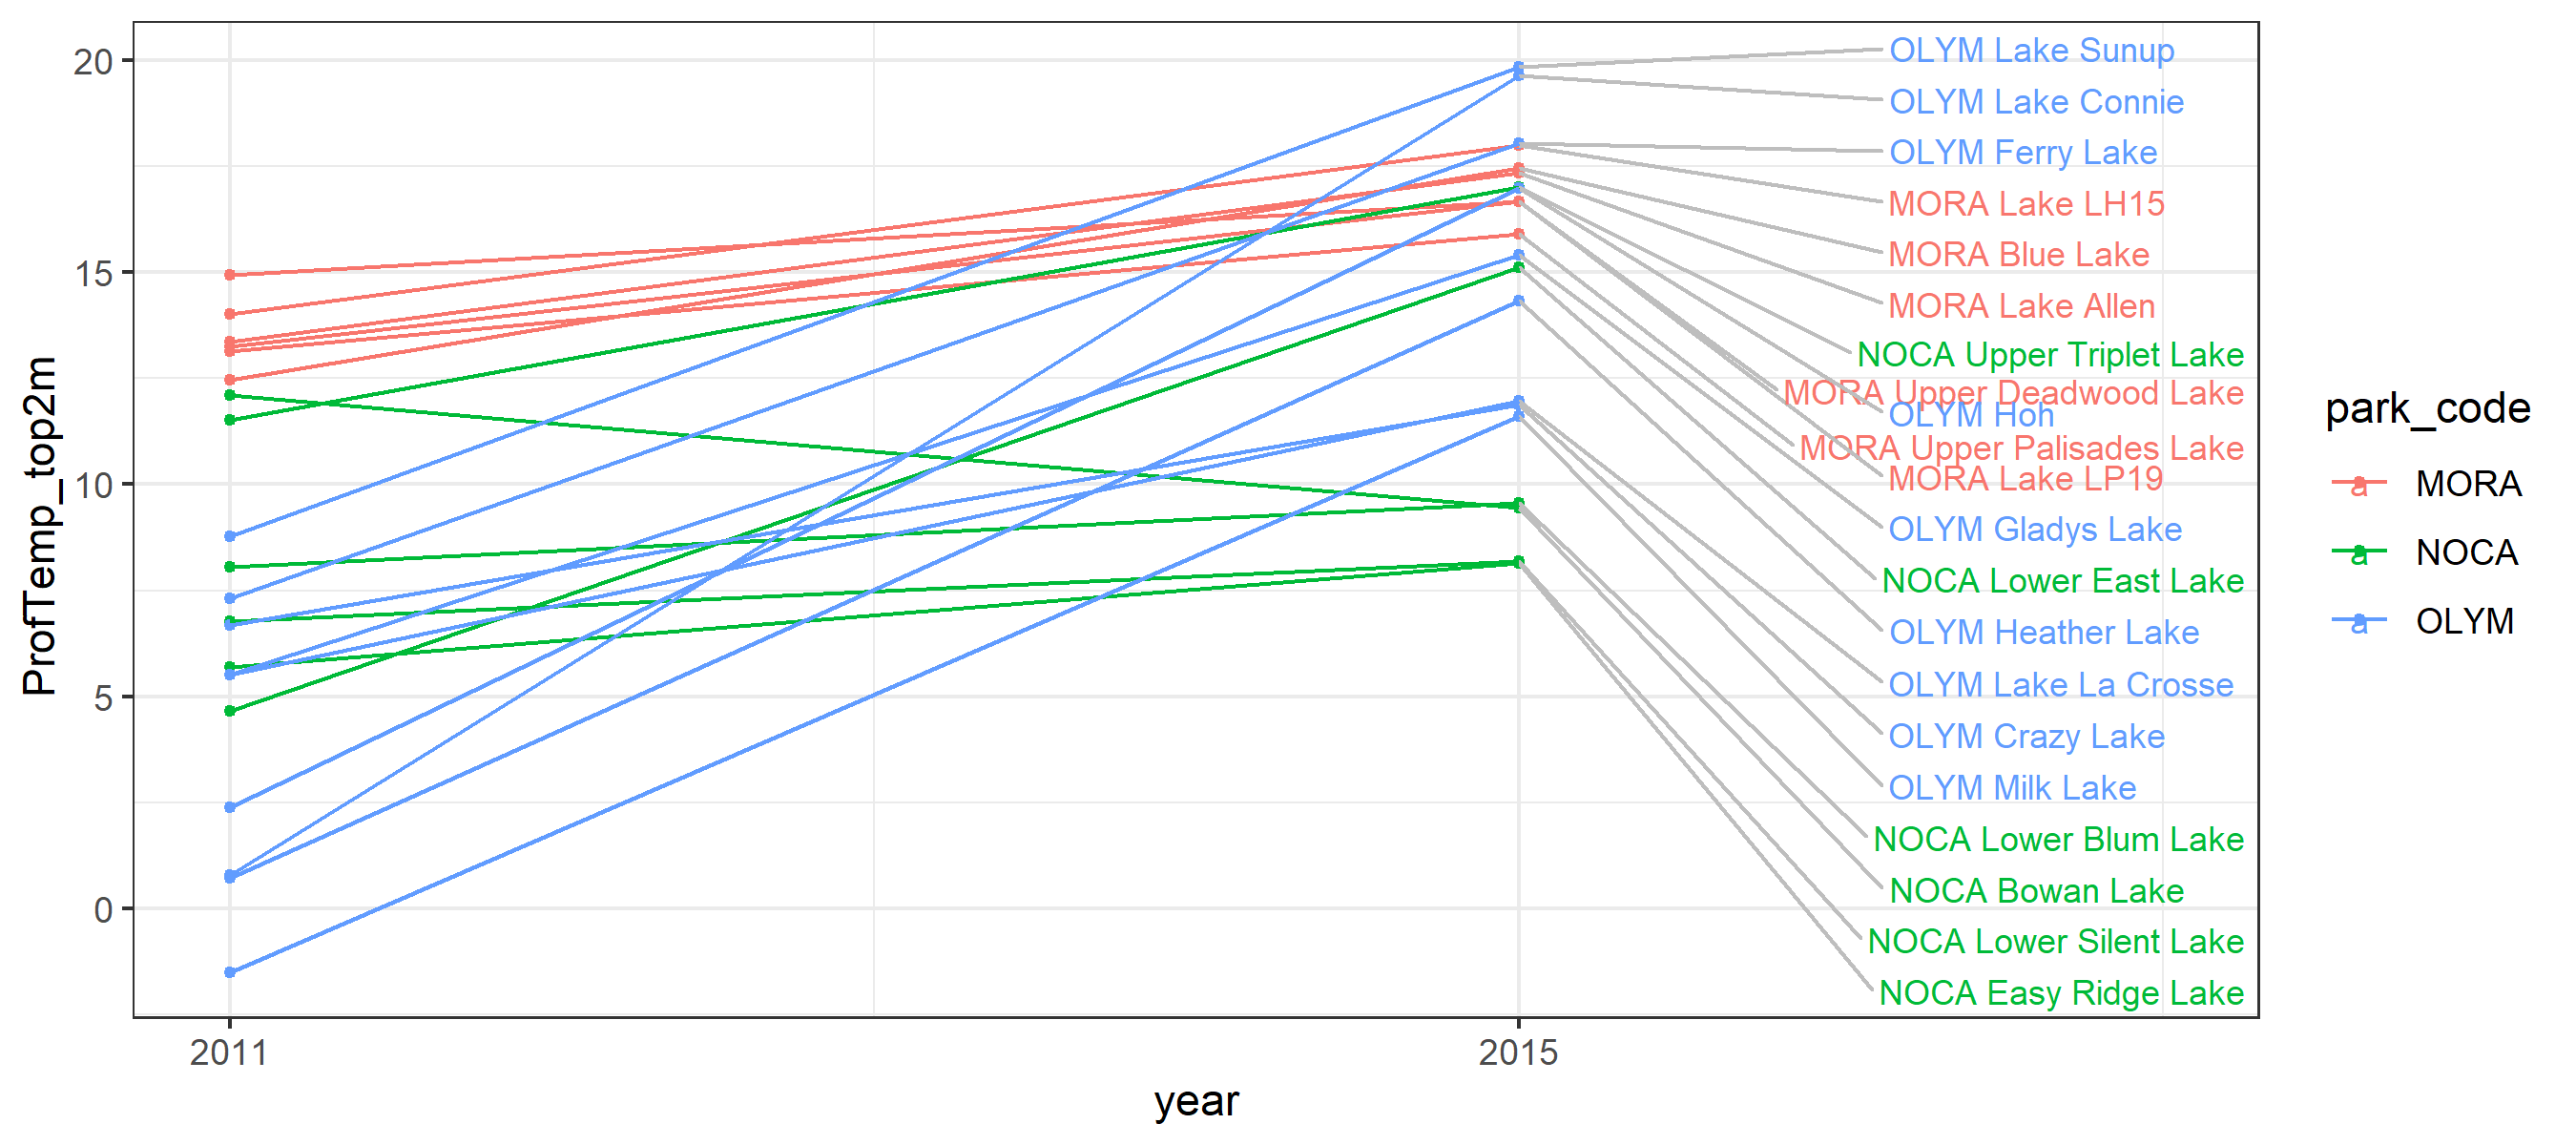 20
15
10
5
0
ProfTemp_top2m
2011
2015
year
OLYM Lake Sunup
OLYM Lake Connie
OLYM Ferry Lake
MORA Lake LH15
MORA Blue Lake
MORA Lake Allen
NOCA Upper Triplet Lake
MORA Upper Deadwood Lake
OLYM Hoh
MORA Upper Palisades Lake
MORA Lake LP19
OLYM Gladys Lake
NOCA Lower East Lake
OLYM Heather Lake
OLYM Lake La Crosse
OLYM Crazy Lake
OLYM Milk Lake
NOCA Lower Blum Lake
NOCA Bowan Lake
NOCA Lower Silent Lake
NOCA Easy Ridge Lake
park_code
a MORA
a NOCA
a OLYM